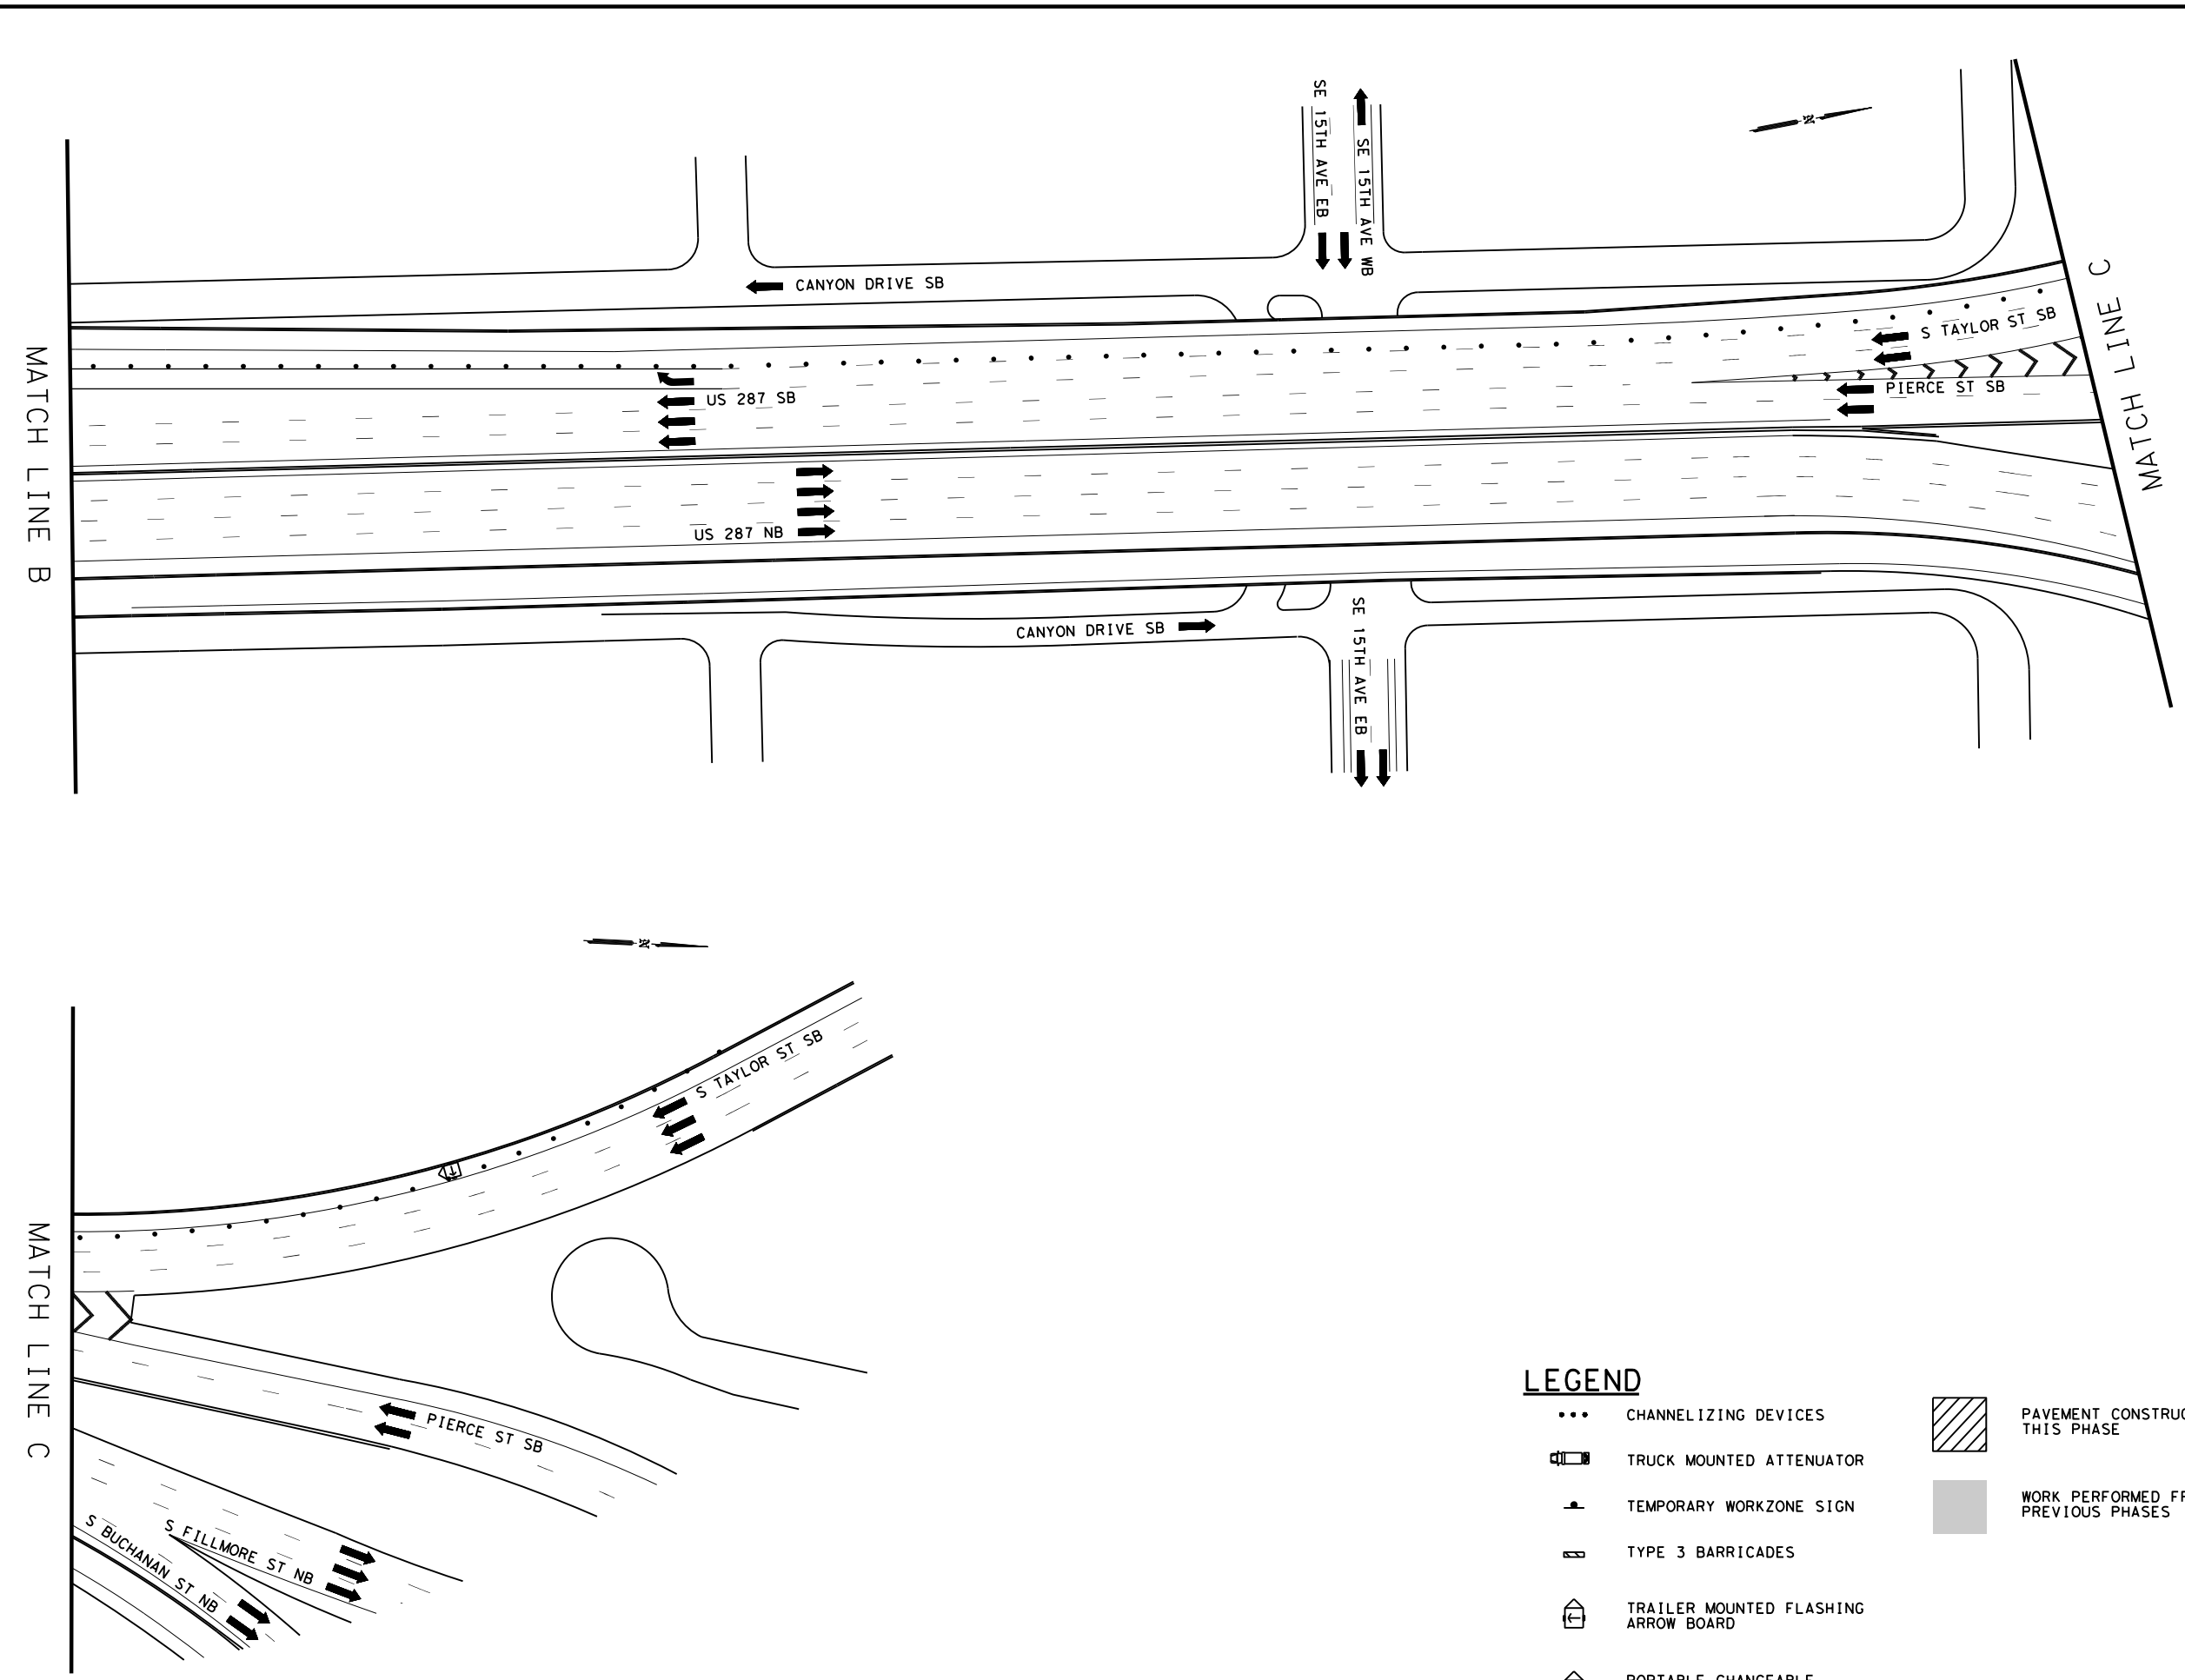 SE 15TH AVE EB
SE 15TH AVE WB
N
CANYON DRIVE SB
MATCH LINE B
MATCH LINE C
S TAYLOR ST SB
PIERCE ST SB
US 287 SB
US 287 NB
CANYON DRIVE SB
SE 15TH AVE EB
N
S TAYLOR ST SB
MATCH LINE C
PIERCE ST SB
S FILLMORE ST NB
S BUCHANAN ST NB
LEGEND
CHANNELIZING DEVICES
TRUCK MOUNTED ATTENUATOR
TEMPORARY WORKZONE SIGN
TYPE 3 BARRICADES
TRAILER MOUNTED FLASHING
ARROW BOARD
PORTABLE CHANGEABLE
PAVEMENT
THIS PHASE
WORK PERFORMED
PREVIOUS PHASES